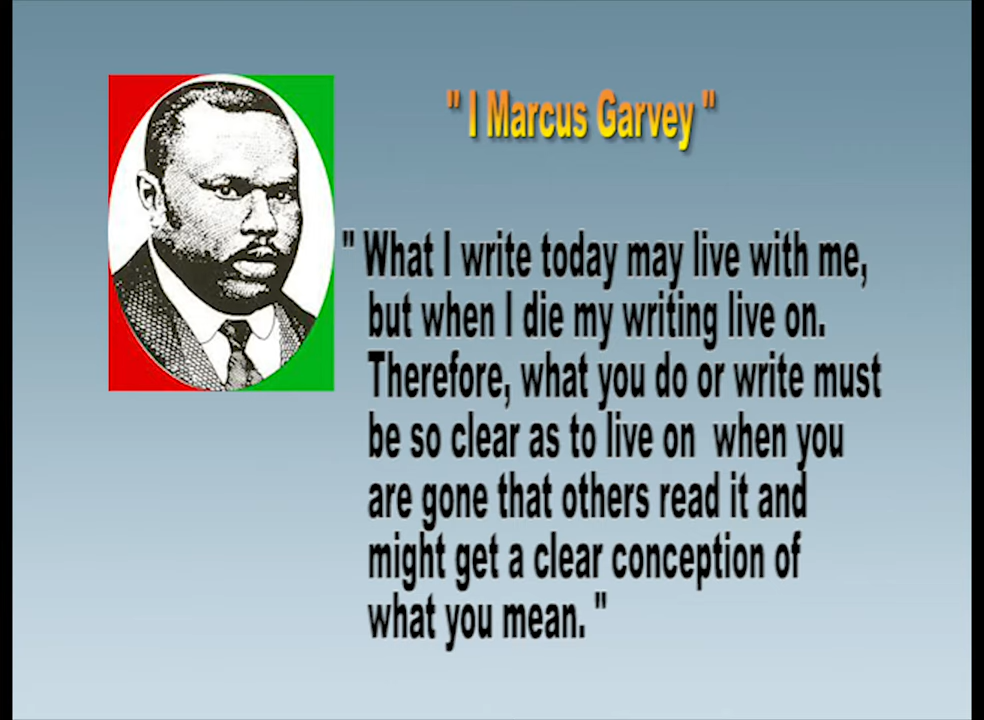 " I Marcus Garvey "
" What I write today may live with me,
but when I die my writing live on.
Therefore, what you do or write must
be so clear as to live on when you
are gone that others read it and
might get a clear conception of
what you mean. "